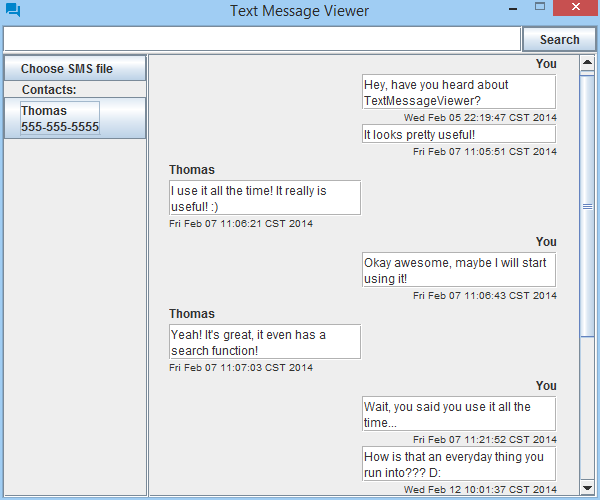 Text Message Viewer
Search
Choose SMS file
Contacts:
Thomas
555-555-5555
You
Hey, have you heard about
TextMessageViewer?
Wed Feb 05 22:19:47 CST 2014
It looks pretty useful!
Fri Feb 07 11:05:51 CST 2014
Thomas
I use it all the time! It really is
useful! :)
Fri Feb 07 11:06:21 CST 2014
You
Okay awesome, maybe I will start
using it!
Fri Feb 07 11:06:43 CST 2014
Thomas
Yeah! It's great, it even has a
search function!
Fri Feb 07 11:07:03 CST 2014
You
Wait, you said you use it all the
time...
Fri Feb 07 11:21:52 CST 2014
How is that an everyday thing you
run into??? D:
Wed Feb 12 10:01:37 CST 2014